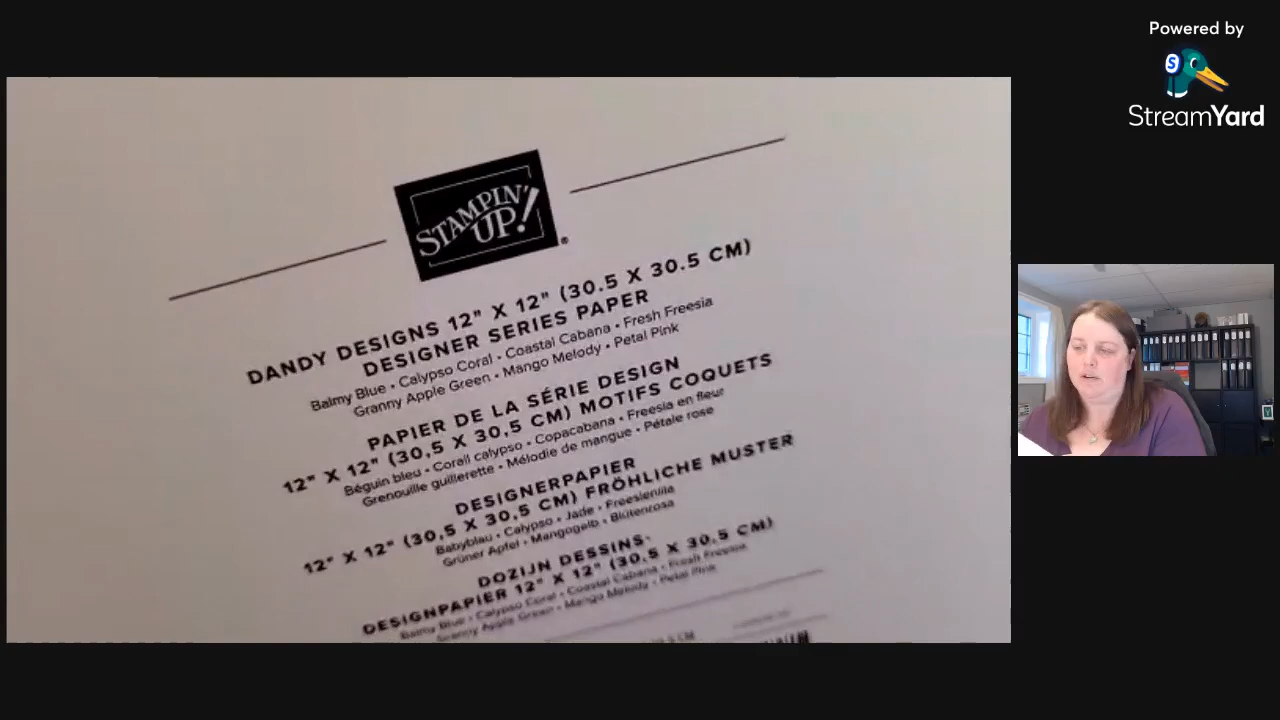 Powered by
StreamYard
STAMPIN' UP!®
DANDY DESIGNS 12" X 12" (30.5 X 30.5 CM)
DESIGNER SERIES PAPER
Balmy Blue • Calypso Coral • Coastal Cabana • Fresh Freesia
Granny Apple Green • Mango Melody • Petal Pink
PAPIER DE LA SÉRIE DESIGN
12" X 12" (30,5 X 30,5 CM) MOTIFS COQUETS
Béguin bleu • Corail calypso • Copacabana • Freesia en fleur
Grenouille guillerette • Mélodie de mangue • Pétale rose
DESIGNERPAPIER
12" X 12" (30,5 X 30,5 CM) FRÖHLICHE MUSTER
Babyblau • Calypso • Jade • Freesienlila
Grüner Apfel • Mangogelb • Blütenrosa
DOZIJN DESSINS-
DESIGNPAPIER 12" X 12" (30,5 X 30,5 CM)
Balmy Blue • Calypso Coral • Coastal Cabana • Fresh Freesia
Granny Apple Green • Mango Melody • Petal Pink